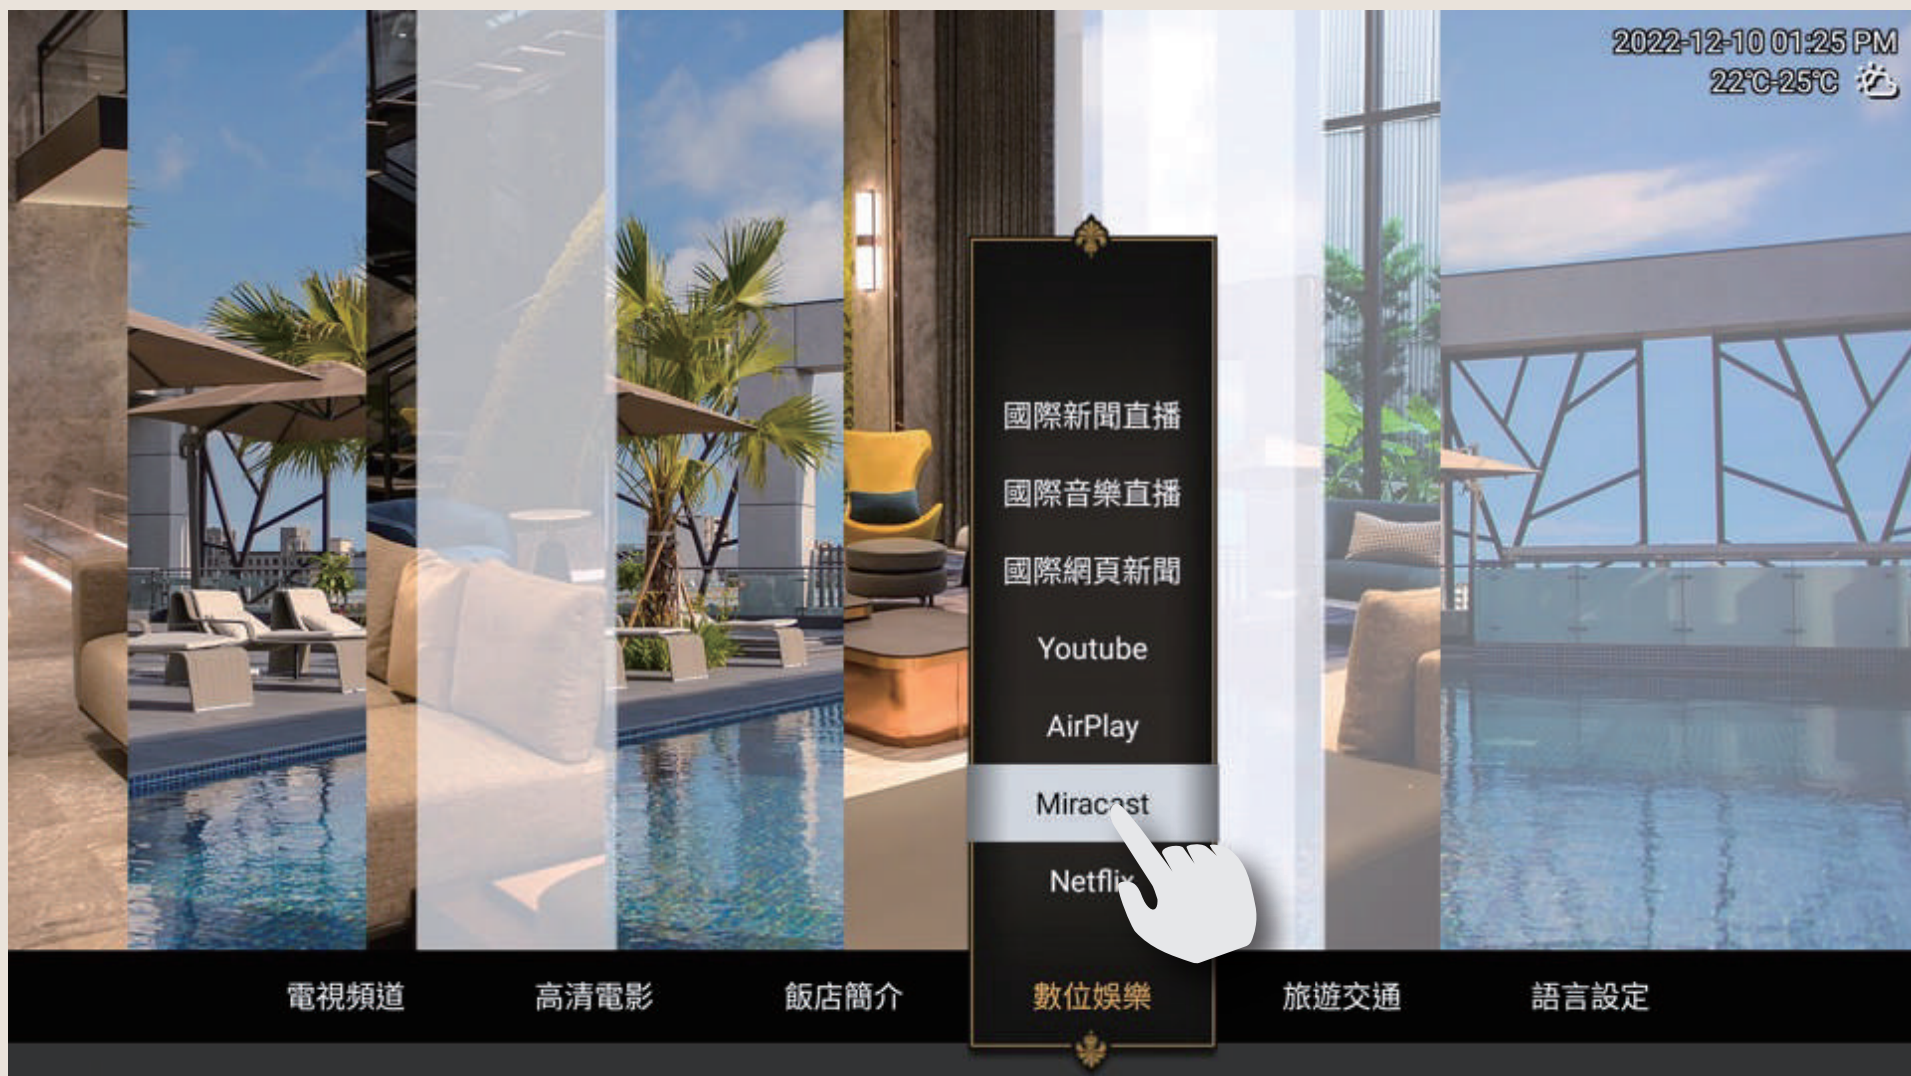 2022-12-10 01:25 PM
22°C-25°C
國際新聞直播
國際音樂直播
國際網頁新聞
Youtube
AirPlay
Miracast
Netflix
電視頻道
高清電影
飯店簡介
數位娛樂
旅遊交通
語言設定